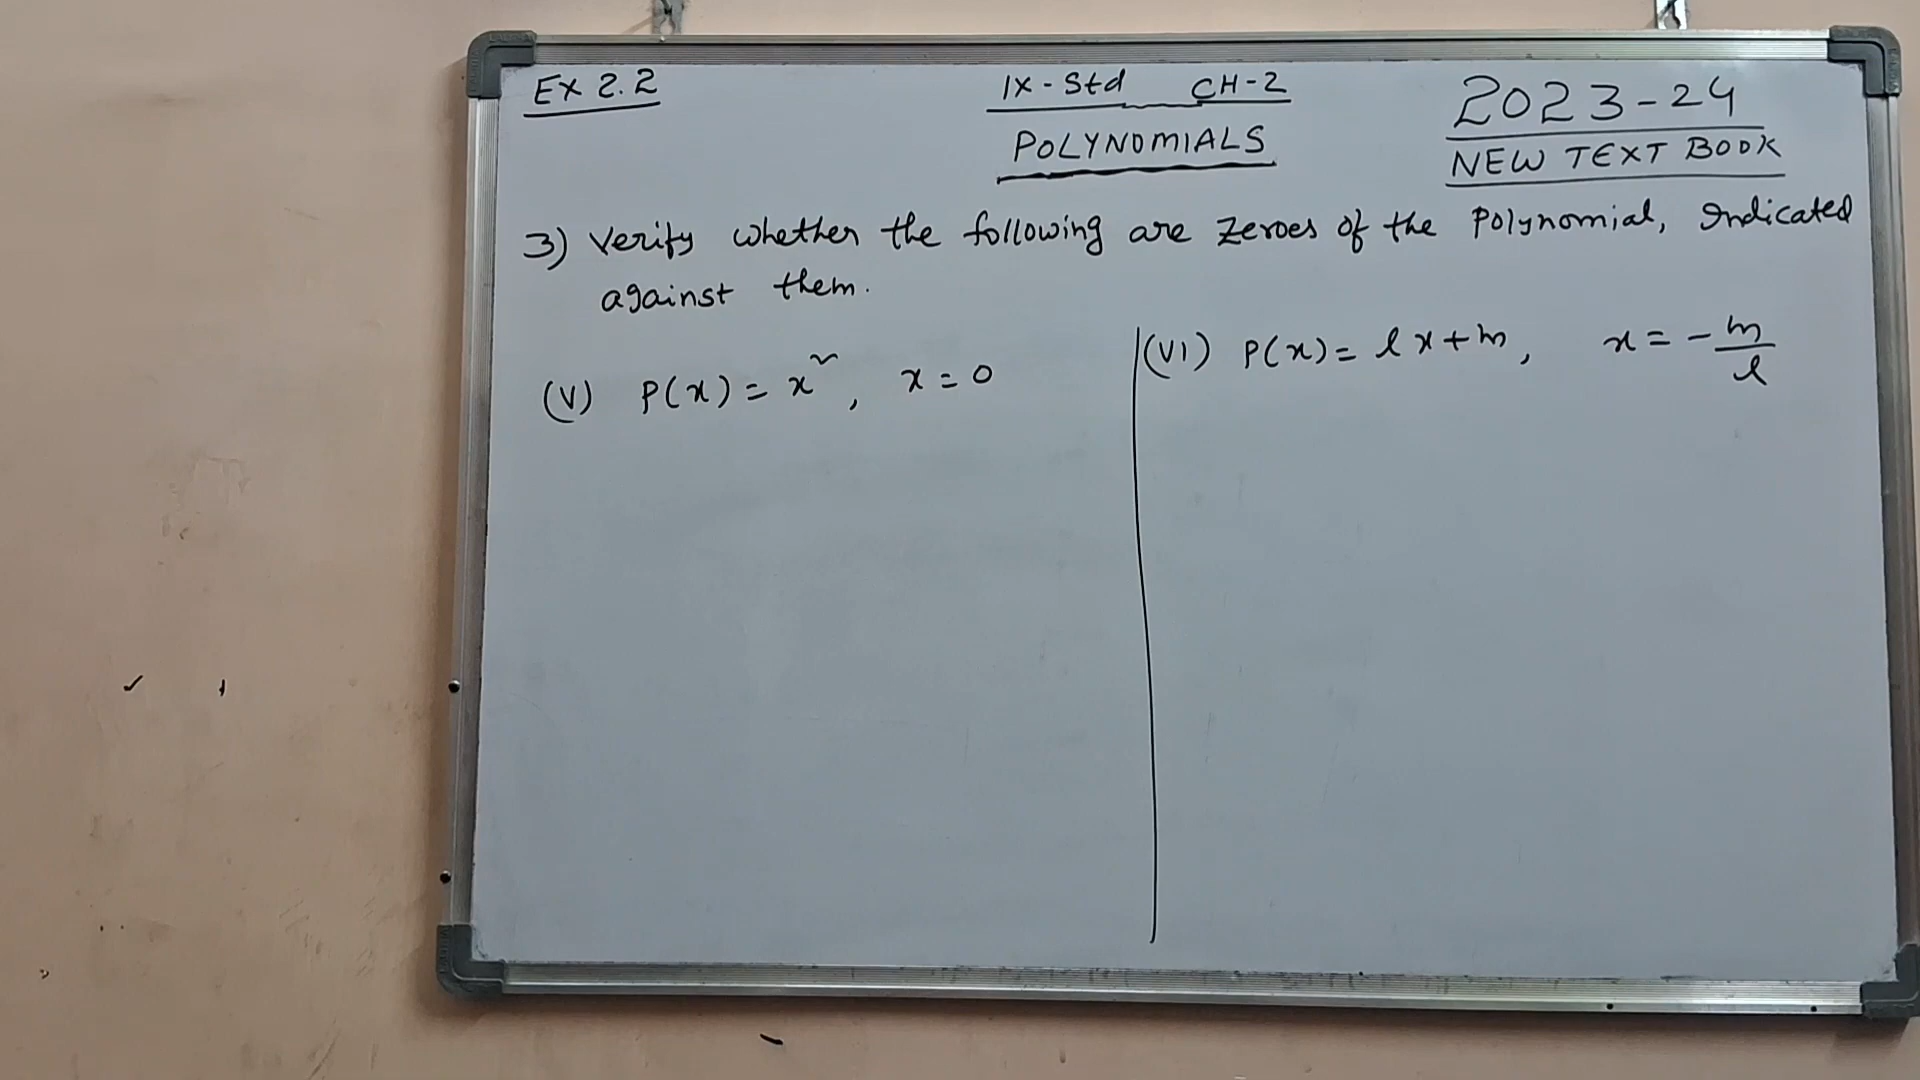 EX 2.2
IX - Std CH-2
POLYNOMIALS
2023-24
NEW TEXT BOOK
3) Verify whether the following are zeroes of the Polynomial, Indicated
against them.
(V) P(x) = x², x = 0
(VI) P(x) = lx+m, x = -m/l